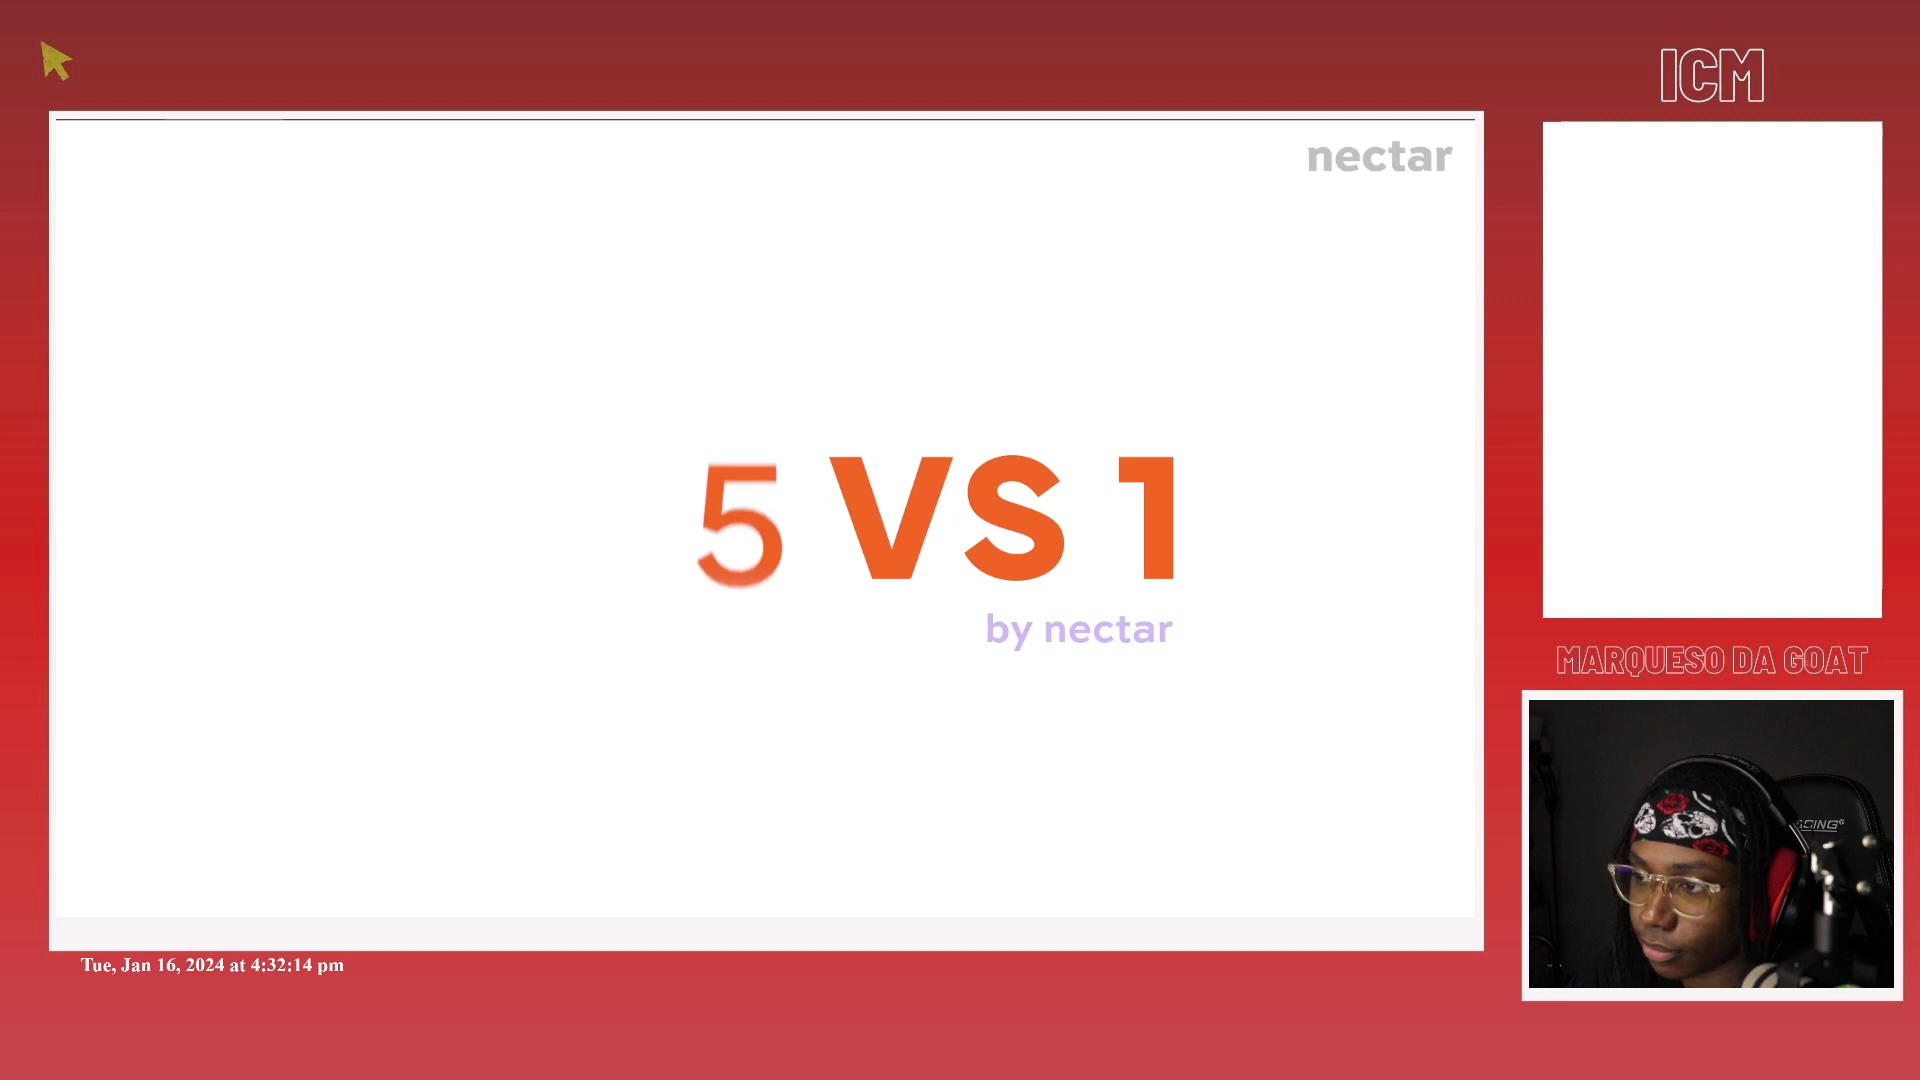 ICM
nectar
5 VS 1
by nectar
MARQUESO DA GOAT
Tue, Jan 16, 2024 at 4:32:14 pm